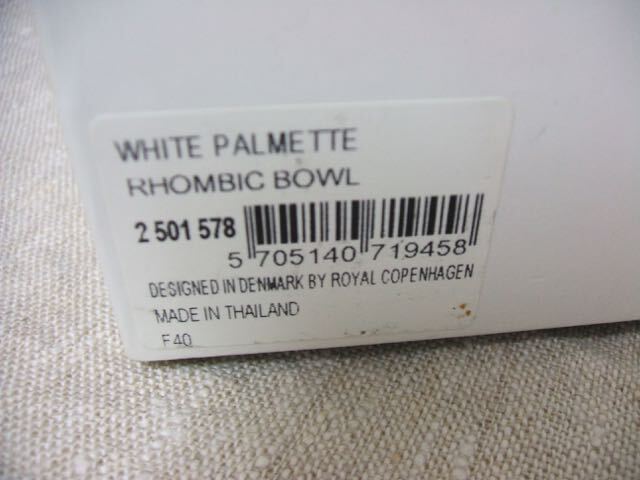 WHITE PALMETTE
RHOMBIC BOWL
2 501 578
5 705140 719458
DESIGNED IN DENMARK BY ROYAL COPENHAGEN
MADE IN THAILAND
F40